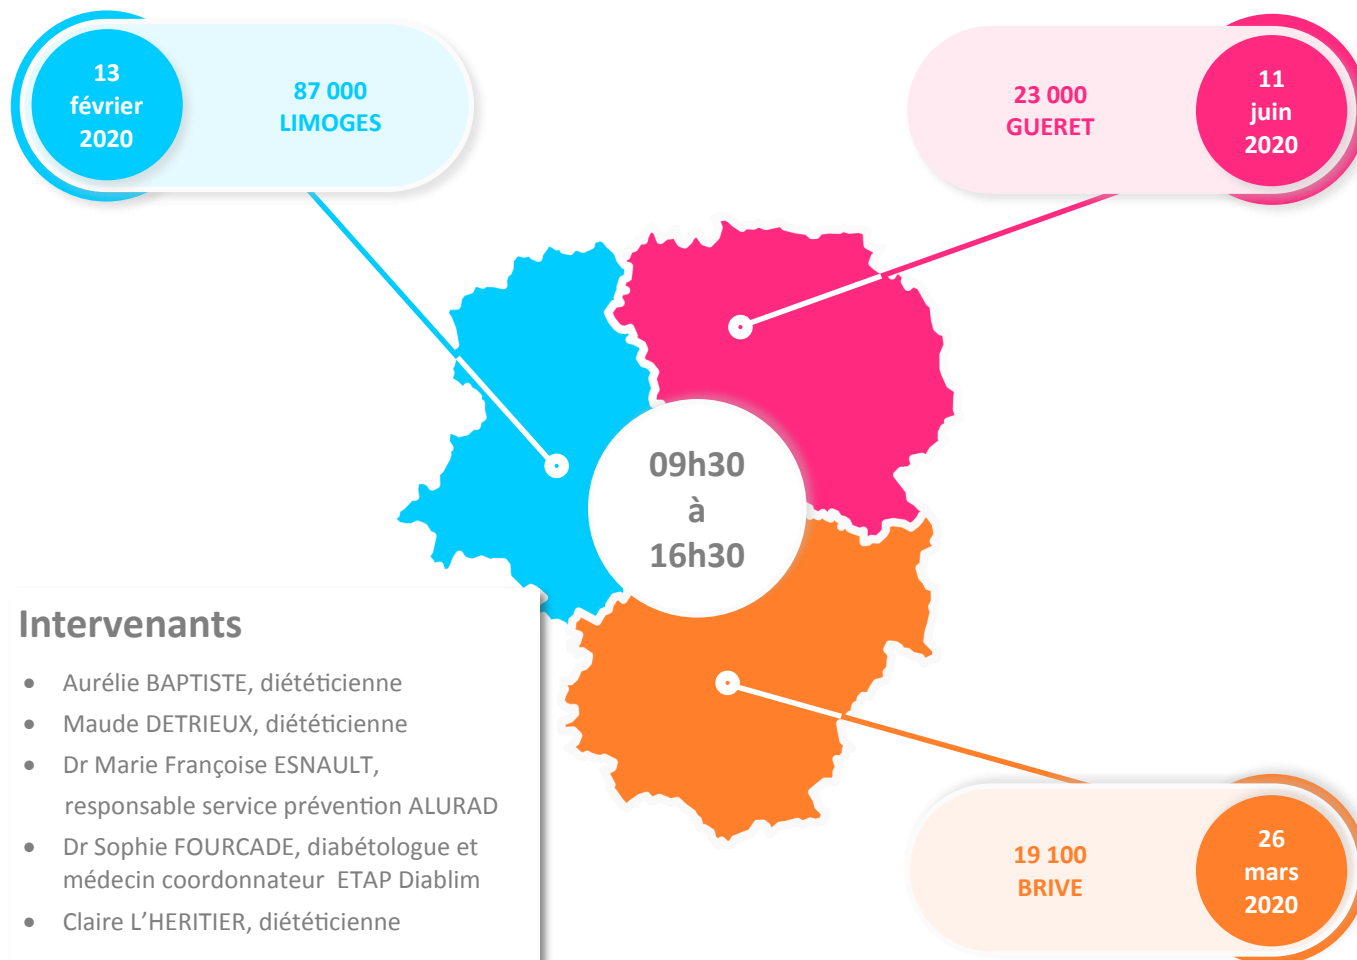 13
février
2020
87 000
LIMOGES
23 000
GUERET
11
juin
2020
09h30
à
16h30
Intervenants
• Aurélie BAPTISTE, diététicienne
• Maude DETRIEUX, diététicienne
• Dr Marie Françoise ESNAULT,
responsable service prévention ALURAD
• Dr Sophie FOURCADE, diabétologue et
médecin coordonnateur ETAP Diablim
• Claire L’HERITIER, diététicienne
19 100
BRIVE
26
mars
2020